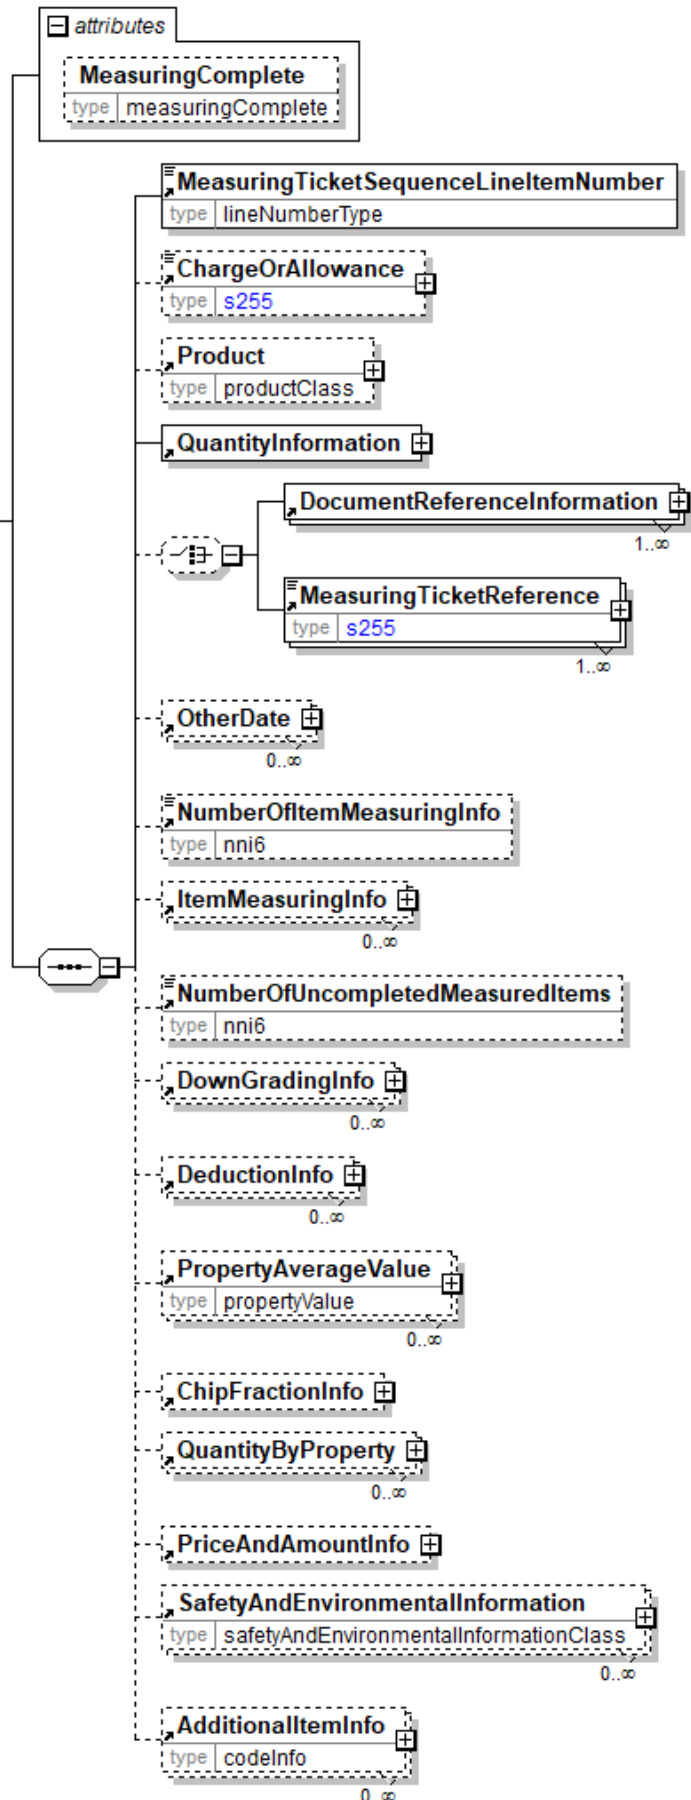 attributes
MeasuringComplete
type measuringComplete
MeasuringTicketSequenceLineItemNumber
type lineNumberType
ChargeOrAllowance
type s255
Product
type productClass
QuantityInformation
DocumentReferenceInformation
1..∞
MeasuringTicketReference
type s255
1..∞
OtherDate
0..∞
NumberOfItemMeasuringInfo
type nni6
ItemMeasuringInfo
0..∞
NumberOfUncompletedMeasuredItems
type nni6
DownGradingInfo
0..∞
DeductionInfo
0..∞
PropertyAverageValue
type propertyValue
0..∞
ChipFractionInfo
QuantityByProperty
0..∞
PriceAndAmountInfo
SafetyAndEnvironmentalInformation
type safetyAndEnvironmentalInformationClass
0..∞
AdditionalItemInfo
type codeInfo
0..∞